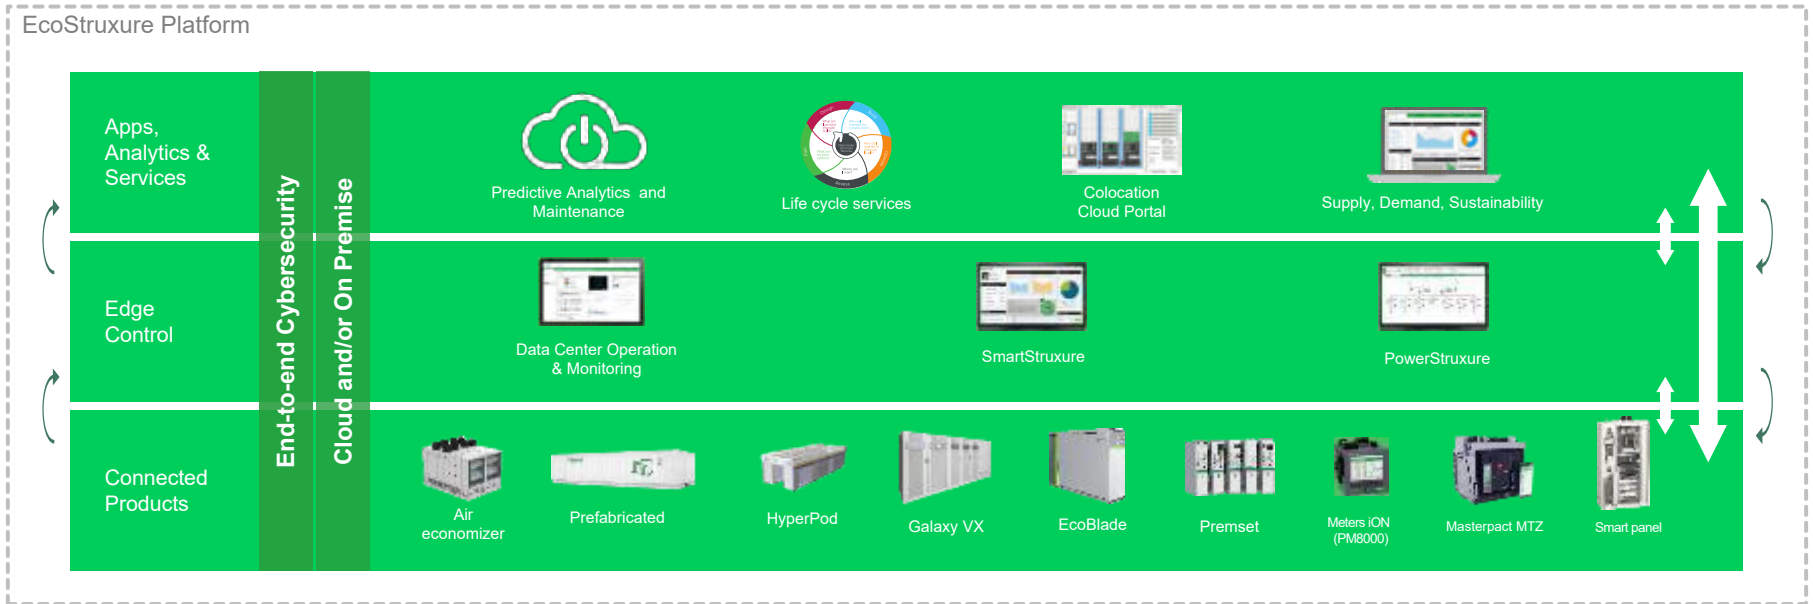 EcoStruxure Platform
Apps,
Analytics &
Services
End-to-end Cybersecurity
Cloud and/or On Premise
Predictive Analytics and
Maintenance
Life cycle services
Colocation
Cloud Portal
Supply, Demand, Sustainability
Edge
Control
Data Center Operation
& Monitoring
SmartStruxure
PowerStruxure
Connected
Products
Air
economizer
Prefabricated
HyperPod
Galaxy VX
EcoBlade
Premset
Meters iON
(PM8000)
Masterpact MTZ
Smart panel